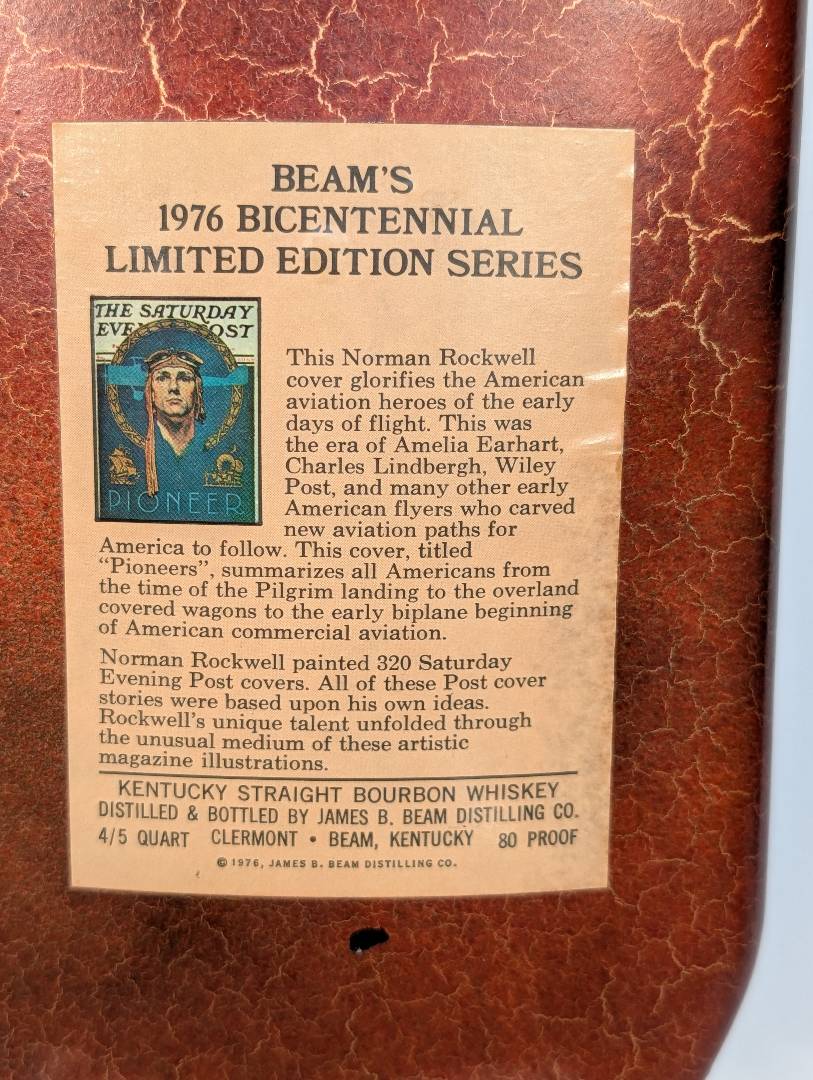 BEAM'S
1976 BICENTENNIAL
LIMITED EDITION SERIES
THE SATURDAY
EVE POST
PIONEER
This Norman Rockwell
cover glorifies the American
aviation heroes of the early
days of flight. This was
the era of Amelia Earhart,
Charles Lindbergh, Wiley
Post, and many other early
American flyers who carved
new aviation paths for
America to follow. This cover, titled
"Pioneers", summarizes all Americans from
the time of the Pilgrim landing to the overland
covered wagons to the early biplane beginning
of American commercial aviation.
Norman Rockwell painted 320 Saturday
Evening Post covers. All of these Post cover
stories were based upon his own ideas.
Rockwell's unique talent unfolded through
the unusual medium of these artistic
magazine illustrations.
KENTUCKY STRAIGHT BOURBON WHISKEY
DISTILLED & BOTTLED BY JAMES B. BEAM DISTILLING CO.
4/5 QUART CLERMONT • BEAM, KENTUCKY 80 PROOF
© 1976, JAMES B. BEAM DISTILLING CO.